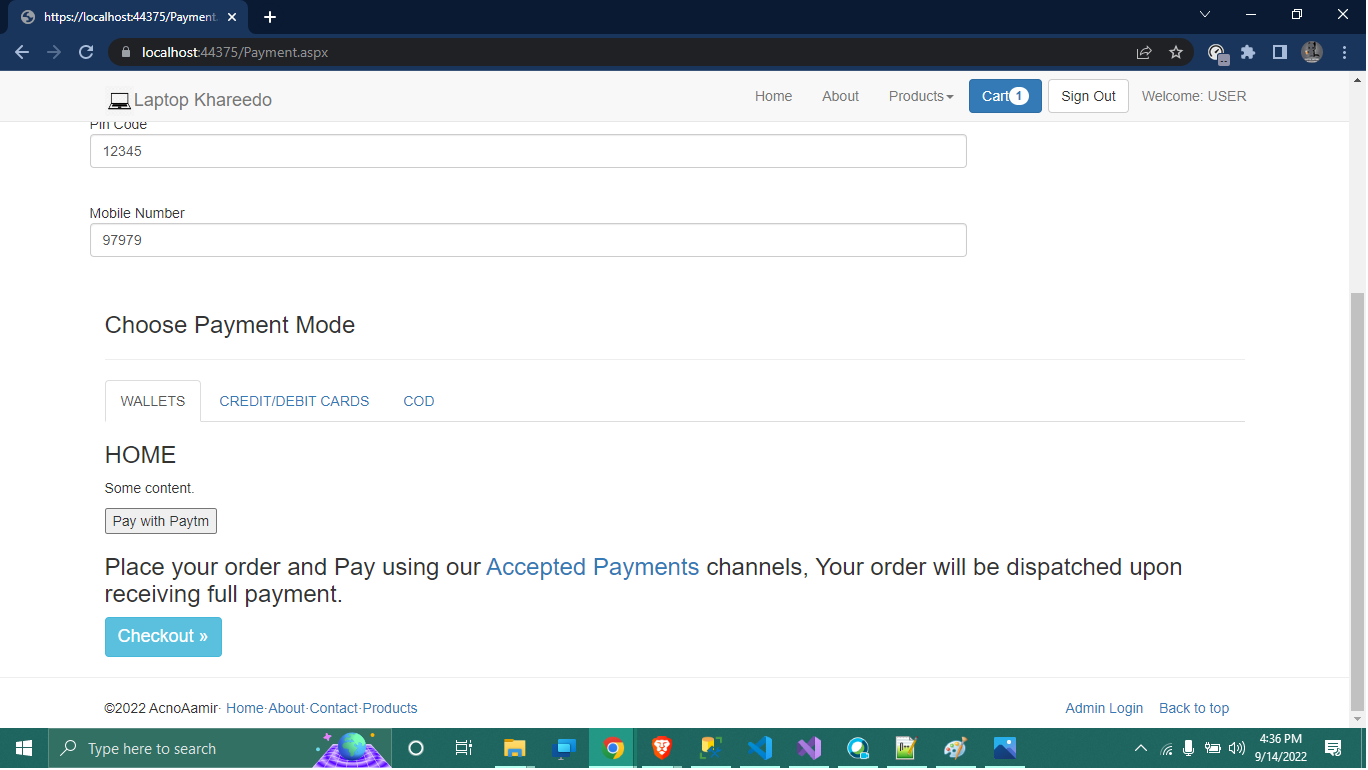 https://localhost:44375/Payment.
localhost:44375/Payment.aspx
Laptop Khareedo
Home About Products Cart 1 Sign Out Welcome: USER
Pin Code
12345
Mobile Number
97979
Choose Payment Mode
WALLETS CREDIT/DEBIT CARDS COD
HOME
Some content.
Pay with Paytm
Place your order and Pay using our Accepted Payments channels, Your order will be dispatched upon
receiving full payment.
Checkout »
©2022 AcnoAamir· Home·About·Contact·Products Admin Login Back to top
Type here to search
4:36 PM
9/14/2022